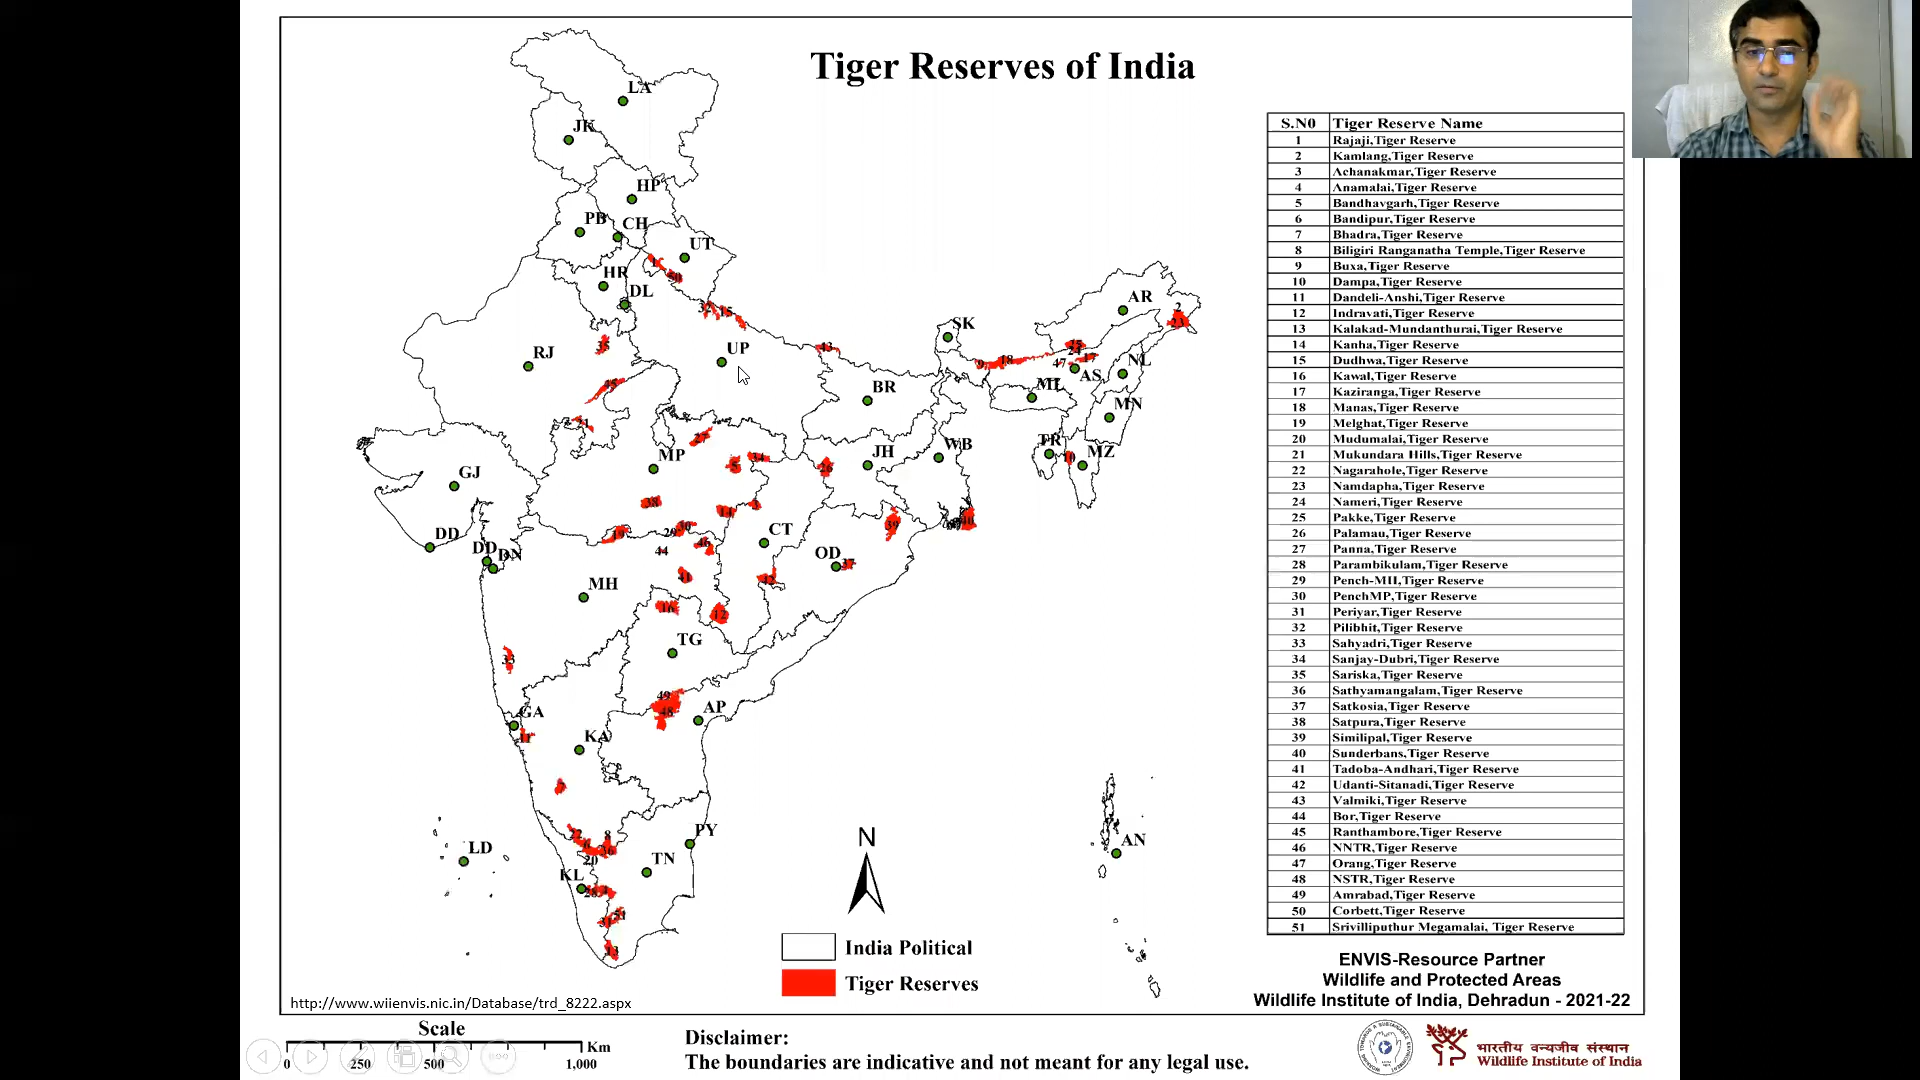 Tiger Reserves of India
LA
JK
HP
PB
CH
UT
HR
DL
RJ
UP
SK
AR
NL
AS
ML
MN
BR
TR
MZ
JH
WB
MP
GJ
CT
OD
DD
DD
DN
MH
TG
AP
GA
KA
PY
TN
KL
LD
AN
S.N0 Tiger Reserve Name
1 Rajaji,Tiger Reserve
2 Kamlang,Tiger Reserve
3 Achanakmar,Tiger Reserve
4 Anamalai,Tiger Reserve
5 Bandhavgarh,Tiger Reserve
6 Bandipur,Tiger Reserve
7 Bhadra,Tiger Reserve
8 Biligiri Ranganatha Temple,Tiger Reserve
9 Buxa,Tiger Reserve
10 Dampa,Tiger Reserve
11 Dandeli-Anshi,Tiger Reserve
12 Indravati,Tiger Reserve
13 Kalakad-Mundanthurai,Tiger Reserve
14 Kanha,Tiger Reserve
15 Dudhwa,Tiger Reserve
16 Kawal,Tiger Reserve
17 Kaziranga,Tiger Reserve
18 Manas,Tiger Reserve
19 Melghat,Tiger Reserve
20 Mudumalai,Tiger Reserve
21 Mukundara Hills,Tiger Reserve
22 Nagarahole,Tiger Reserve
23 Namdapha,Tiger Reserve
24 Nameri,Tiger Reserve
25 Pakke,Tiger Reserve
26 Palamau,Tiger Reserve
27 Panna,Tiger Reserve
28 Parambikulam,Tiger Reserve
29 Pench-MH,Tiger Reserve
30 PenchMP,Tiger Reserve
31 Periyar,Tiger Reserve
32 Pilibhit,Tiger Reserve
33 Sahyadri,Tiger Reserve
34 Sanjay-Dubri,Tiger Reserve
35 Sariska,Tiger Reserve
36 Sathyamangalam,Tiger Reserve
37 Satkosia,Tiger Reserve
38 Satpura,Tiger Reserve
39 Similipal,Tiger Reserve
40 Sunderbans,Tiger Reserve
41 Tadoba-Andhari,Tiger Reserve
42 Udanti-Sitanadi,Tiger Reserve
43 Valmiki,Tiger Reserve
44 Bor,Tiger Reserve
45 Ranthambore,Tiger Reserve
46 NNTR,Tiger Reserve
47 Orang,Tiger Reserve
48 NSTR,Tiger Reserve
49 Amrabad,Tiger Reserve
50 Corbett,Tiger Reserve
51 Srivilliputhur Megamalai, Tiger Reserve
N
India Political
Tiger Reserves
ENVIS-Resource Partner
Wildlife and Protected Areas
Wildlife Institute of India, Dehradun - 2021-22
http://www.wiienvis.nic.in/Database/trd_8222.aspx
Scale
Km
0 250 500 1,000
Disclaimer:
The boundaries are indicative and not meant for any legal use.
भारतीय वन्यजीव संस्थान
Wildlife Institute of India